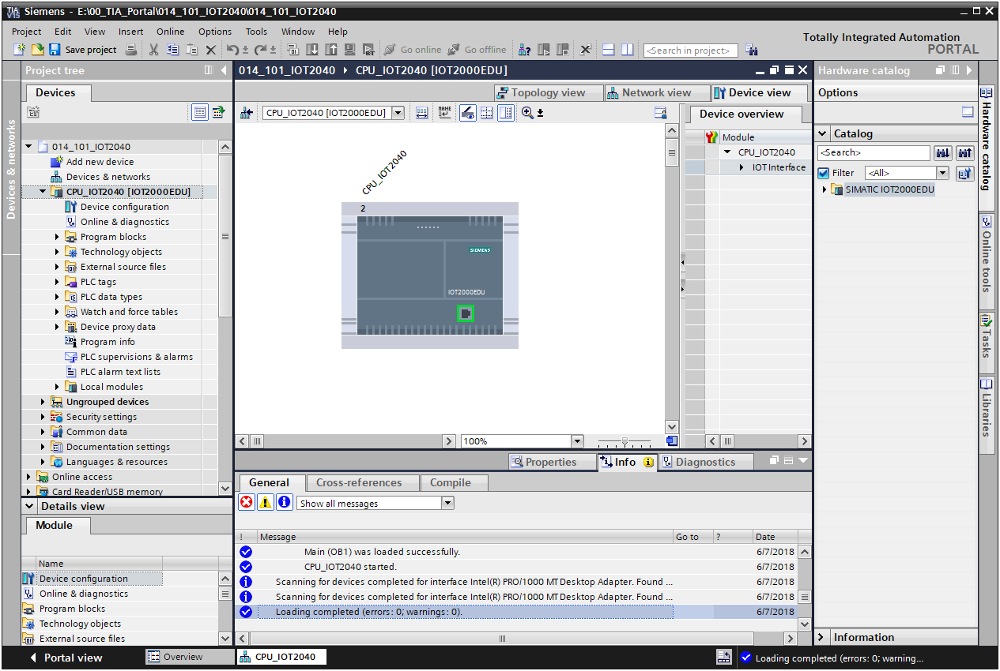 TIA V15 Siemens - E:\00_TIA_Portal\014_101_IOT2040\014_101_IOT2040
Project Edit View Insert Online Options Tools Window Help
Totally Integrated Automation
PORTAL
Save project Go online Go offline <Search in project>
Project tree
Devices
Devices & networks
014_101_IOT2040
Add new device
Devices & networks
CPU_IOT2040 [IOT2000EDU]
Device configuration
Online & diagnostics
Program blocks
Technology objects
External source files
PLC tags
PLC data types
Watch and force tables
Device proxy data
Program info
PLC supervisions & alarms
PLC alarm text lists
Local modules
Ungrouped devices
Security settings
Common data
Documentation settings
Languages & resources
Online access
Card Reader/USB memory
Details view
Module
Name
Device configuration
Online & diagnostics
Program blocks
Technology objects
External source files
014_101_IOT2040 CPU_IOT2040 [IOT2000EDU]
Topology view Network view Device view
CPU_IOT2040 [IOT2000EDU] NAME
CPU_IOT2040
2
SIEMENS
IOT2000EDU
100%
Device overview
Module
CPU_IOT2040
IOT Interface
Properties Info Diagnostics
General Cross-references Compile
Show all messages
! Message Go to ? Date
Main (OB1) was loaded successfully. 6/7/2018
CPU_IOT2040 started. 6/7/2018
Scanning for devices completed for interface Intel(R) PRO/1000 MT Desktop Adapter. Found ... 6/7/2018
Scanning for devices completed for interface Intel(R) PRO/1000 MT Desktop Adapter. Found ... 6/7/2018
Loading completed (errors: 0; warnings: 0). 6/7/2018
Hardware catalog
Options
Catalog
<Search>
Filter <All>
SIMATIC IOT2000EDU
Information
Hardware catalog
Online tools
Tasks
Libraries
Portal view Overview CPU_IOT2040 Loading completed (errors: 0; warning...